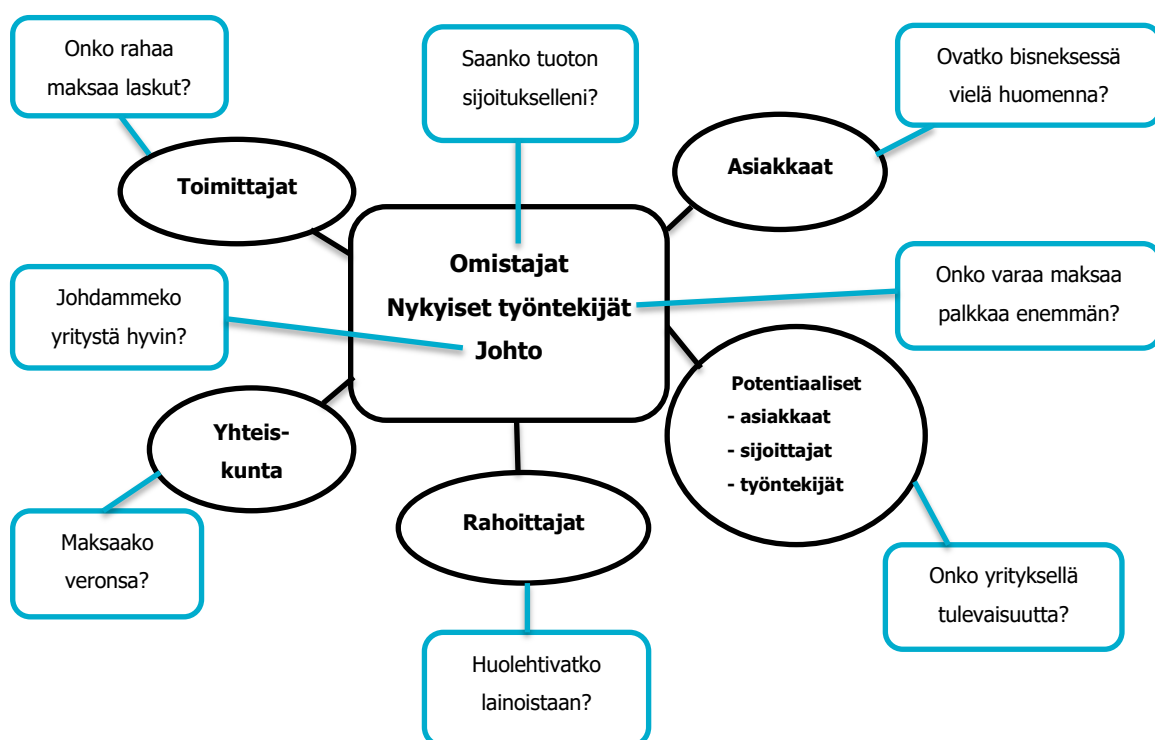 Onko rahaa
maksaa laskut?
Saanko tuoton
sijoitukselleni?
Ovatko bisneksessä
vielä huomenna?
Toimittajat
Asiakkaat
Omistajat
Nykyiset työntekijät
Johto
Johdammeko
yritystä hyvin?
Onko varaa maksaa
palkkaa enemmän?
Yhteis-
kunta
Potentiaaliset
- asiakkaat
- sijoittajat
- työntekijät
Rahoittajat
Maksaako
veronsa?
Onko yrityksellä
tulevaisuutta?
Huolehtivatko
lainoistaan?